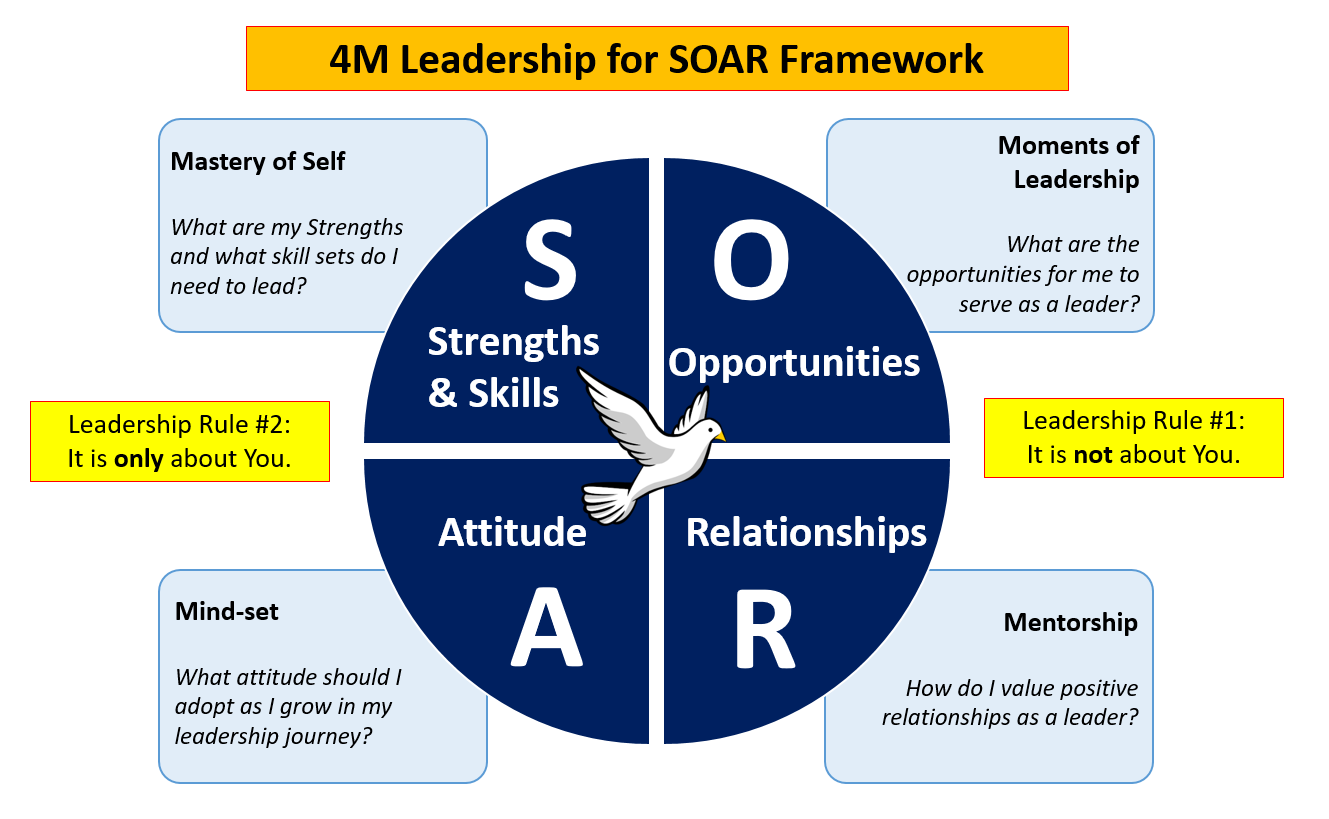 4M Leadership for SOAR Framework
Mastery of Self
What are my Strengths
and what skill sets do I
need to lead?
Moments of
Leadership
What are the
opportunities for me to
serve as a leader?
S
Strengths
& Skills
O
Opportunities
Leadership Rule #2:
It is only about You.
Leadership Rule #1:
It is not about You.
Attitude
A
Relationships
R
Mind-set
What attitude should I
adopt as I grow in my
leadership journey?
Mentorship
How do I value positive
relationships as a leader?